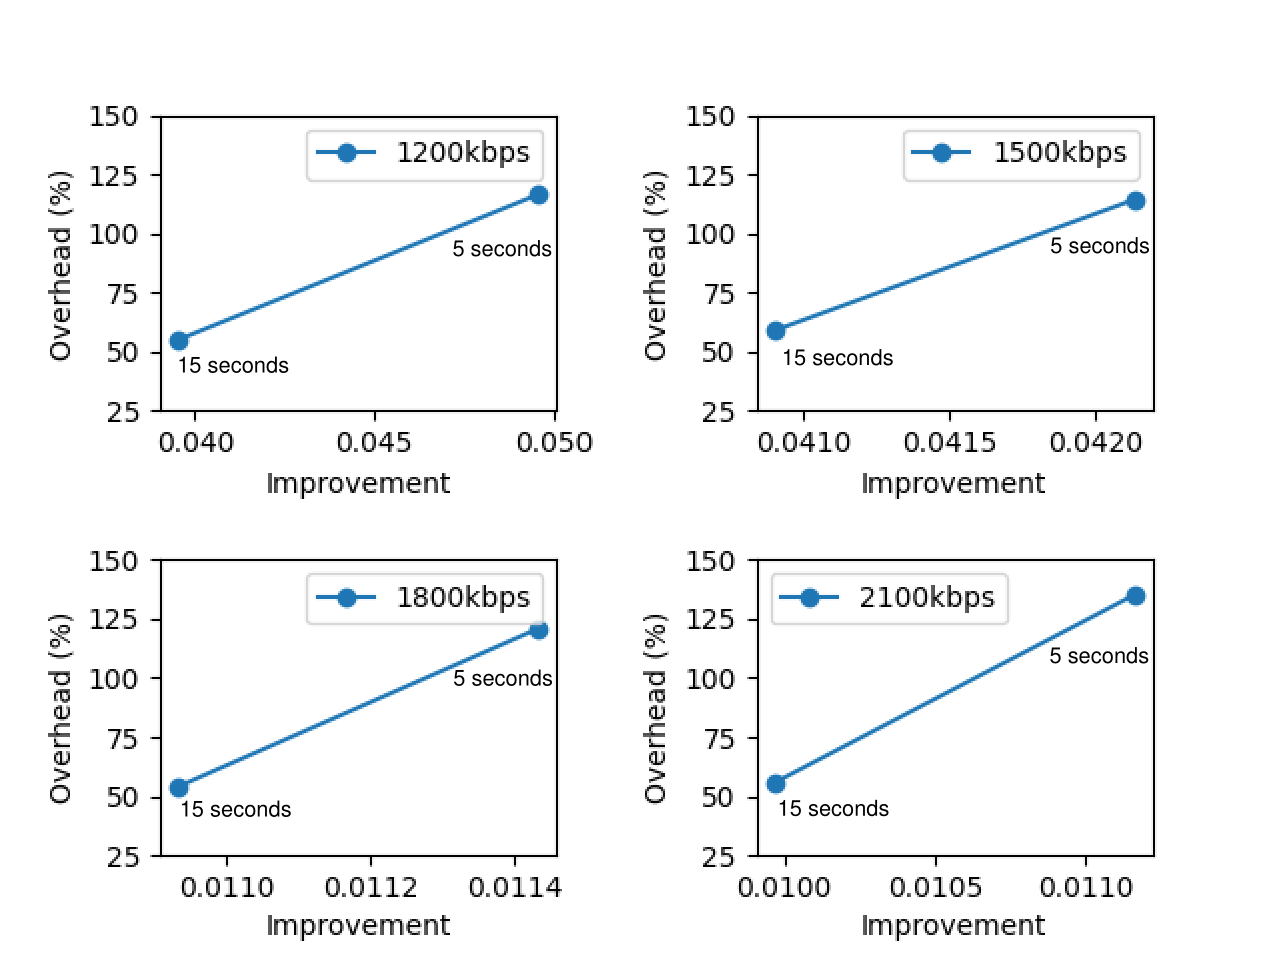 150
125
100
75
50
25
Overhead (%)
1200kbps
5 seconds
15 seconds
0.040 0.045 0.050
Improvement
150
125
100
75
50
25
Overhead (%)
1500kbps
5 seconds
15 seconds
0.0410 0.0415 0.0420
Improvement
150
125
100
75
50
25
Overhead (%)
1800kbps
5 seconds
15 seconds
0.0110 0.0112 0.0114
Improvement
150
125
100
75
50
25
Overhead (%)
2100kbps
5 seconds
15 seconds
0.0100 0.0105 0.0110
Improvement